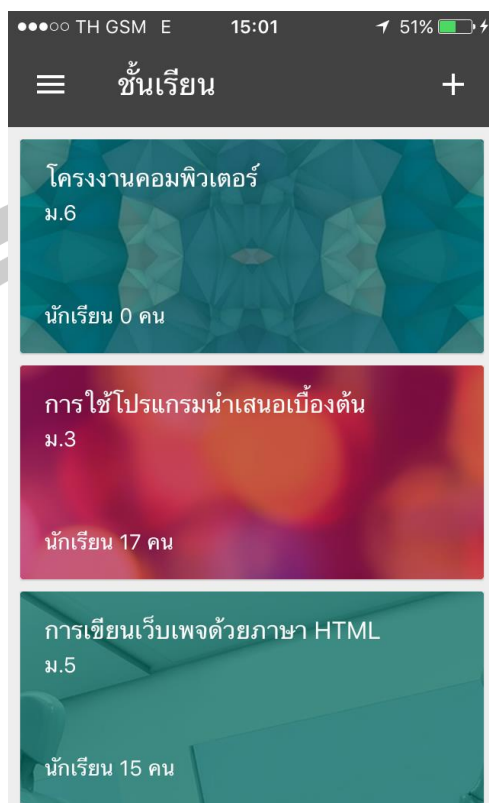 TH GSM E 15:01 51%
ชั้นเรียน
โครงงานคอมพิวเตอร์
ม.6
นักเรียน 0 คน
การใช้โปรแกรมนำเสนอเบื้องต้น
ม.3
นักเรียน 17 คน
การเขียนเว็บเพจด้วยภาษา HTML
ม.5
นักเรียน 15 คน